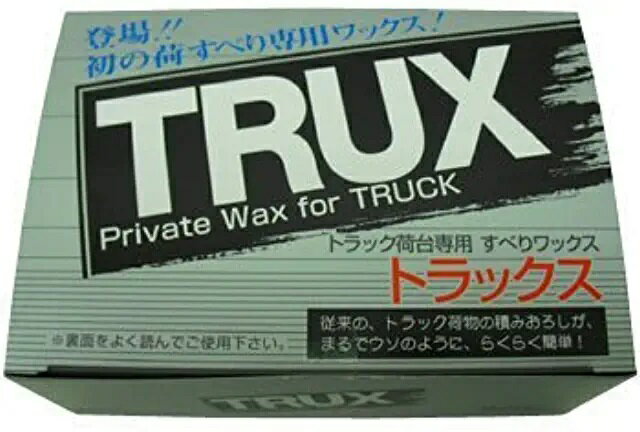 登場!!
初の荷すべり専用ワックス!
TRUX
Private Wax for TRUCK
トラック荷台専用 すべりワックス
トラックス
従来の、トラック荷物の積みおろしが、
まるでウソのように、らくらく簡単!
※裏面をよく読んでご使用下さい。
TRUX